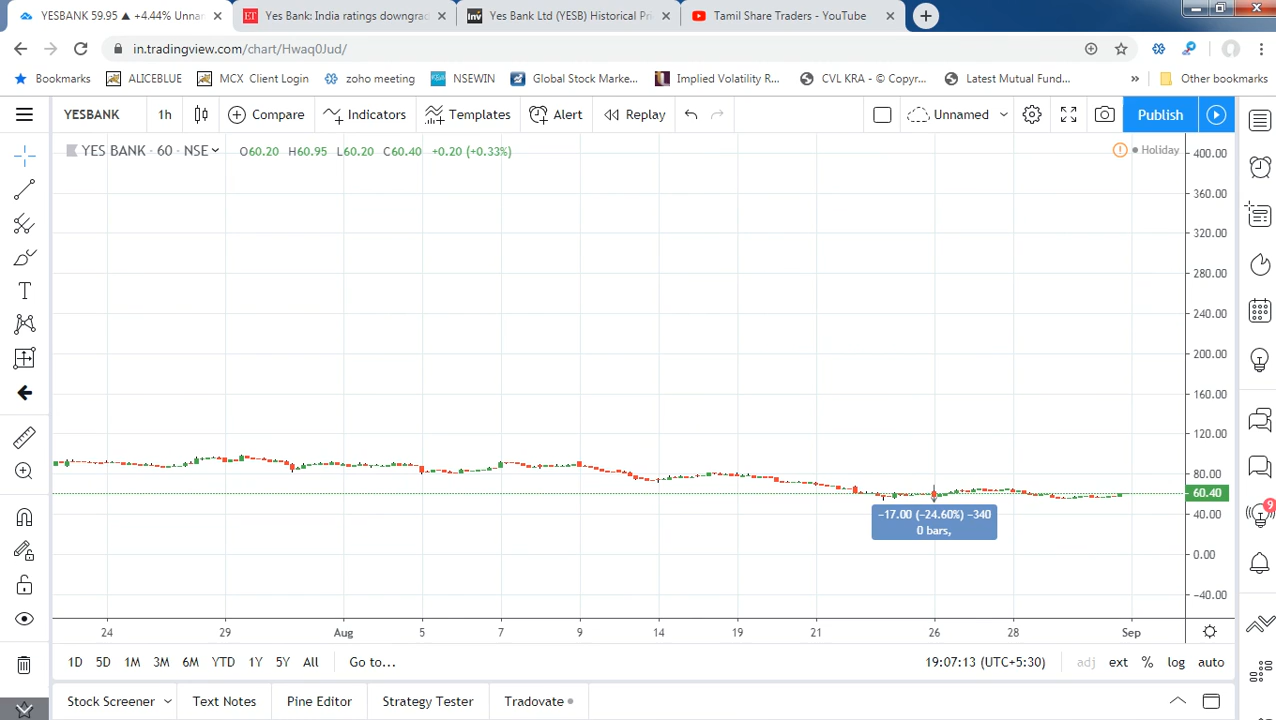 YESBANK 59.95 ▲ +4.44% Unnar
Yes Bank: India ratings downgrad
Yes Bank Ltd (YESB) Historical Pri
Tamil Share Traders - YouTube
in.tradingview.com/chart/Hwaq0Jud/
Bookmarks
ALICEBLUE
MCX Client Login
zoho meeting
NSEWIN
Global Stock Marke...
Implied Volatility R...
CVL KRA - © Copyr...
Latest Mutual Fund...
»
Other bookmarks
YESBANK
1h
Compare
Indicators
Templates
Alert
Replay
Unnamed
Publish
YES BANK · 60 · NSE
O60.20 H60.95 L60.20 C60.40 +0.20 (+0.33%)
Holiday
400.00
360.00
320.00
280.00
240.00
200.00
160.00
120.00
80.00
60.40
40.00
0.00
−40.00
−17.00 (−24.60%) −340
0 bars,
9
24 29 Aug 5 7 9 14 19 21 26 28 Sep
1D 5D 1M 3M 6M YTD 1Y 5Y All Go to...
19:07:13 (UTC+5:30) adj ext % log auto
Stock Screener Text Notes Pine Editor Strategy Tester Tradovate